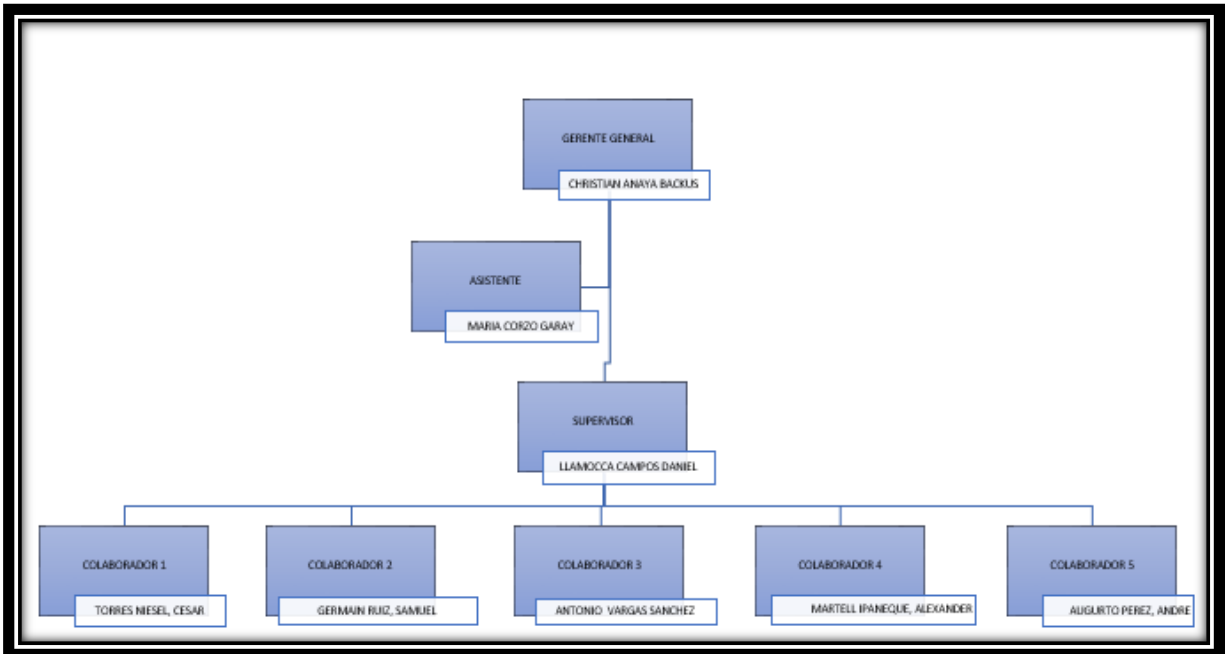 GERENTE GENERAL
CHRISTIAN ANAYA BACKUS
ASISTENTE
MARIA CORZO GARAY
SUPERVISOR
LLAMOCCA CAMPOS DANIEL
COLABORADOR 1
TORRES NIESEL, CESAR
COLABORADOR 2
GERMAIN RUIZ, SAMUEL
COLABORADOR 3
ANTONIO VARGAS SANCHEZ
COLABORADOR 4
MARTELL IPANEQUE, ALEXANDER
COLABORADOR 5
AUGURTO PEREZ, ANDRE